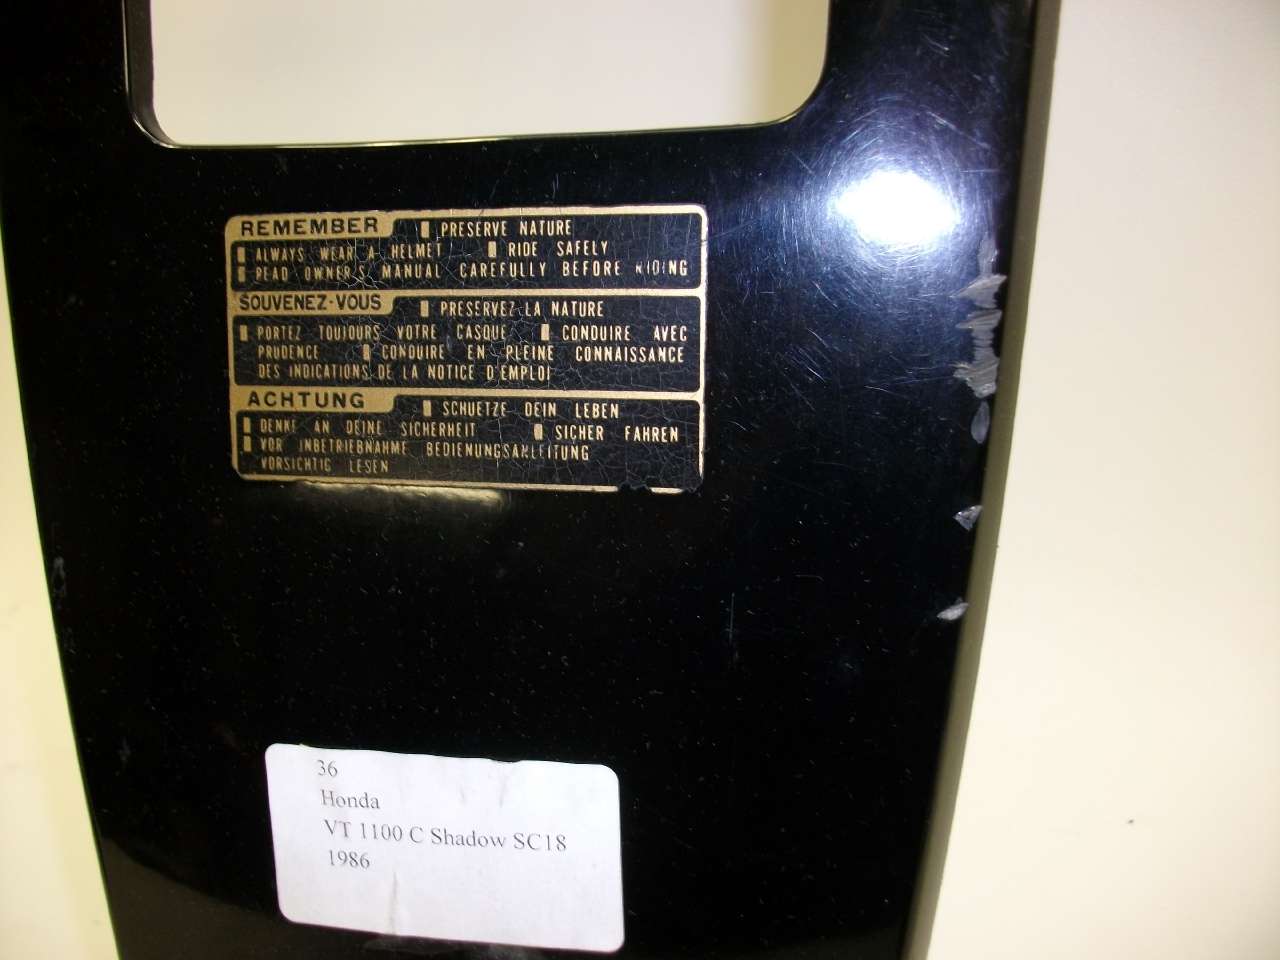 REMEMBER PRESERVE NATURE
ALWAYS WEAR A HELMET RIDE SAFELY
READ OWNER'S MANUAL CAREFULLY BEFORE RIDING
SOUVENEZ-VOUS PRESERVEZ LA NATURE
PORTEZ TOUJOURS VOTRE CASQUE CONDUIRE AVEC
PRUDENCE CONDUIRE EN PLEINE CONNAISSANCE
DES INDICATIONS DE LA NOTICE D'EMPLOI
ACHTUNG SCHUETZE DEIN LEBEN
DENKE AN DEINE SICHERHEIT SICHER FAHREN
VOR INBETRIEBNAHME BEDIENUNGSANLEITUNG
VORSICHTIG LESEN
36
Honda
VT 1100 C Shadow SC18
1986